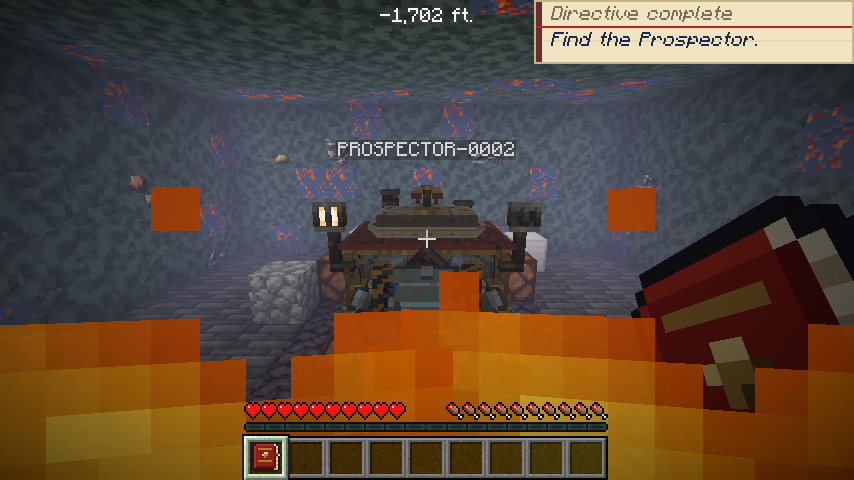 -1,702 ft.
Directive complete
Find the Prospector.
PROSPECTOR-0002